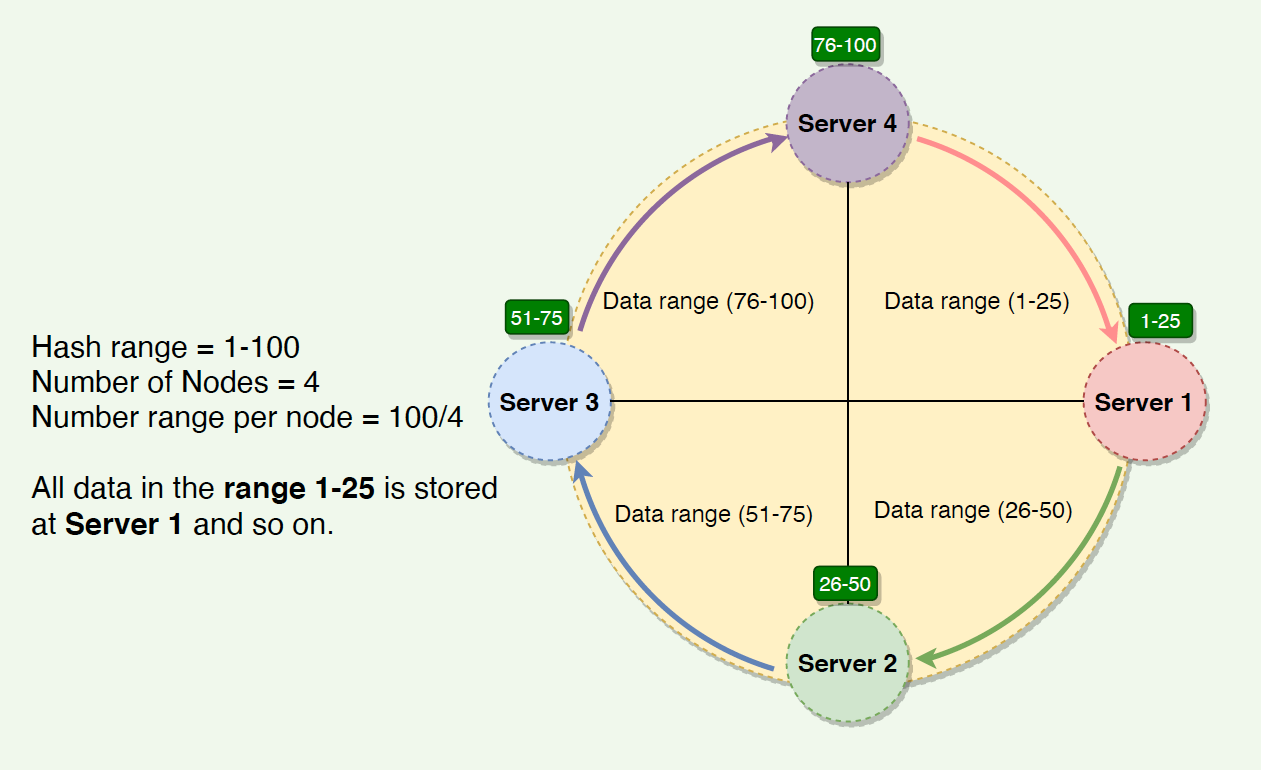 76-100
Server 4
Data range (76-100)
Data range (1-25)
51-75
1-25
Hash range = 1-100
Number of Nodes = 4
Number range per node = 100/4
Server 3
Server 1
All data in the range 1-25 is stored
at Server 1 and so on.
Data range (51-75)
Data range (26-50)
26-50
Server 2